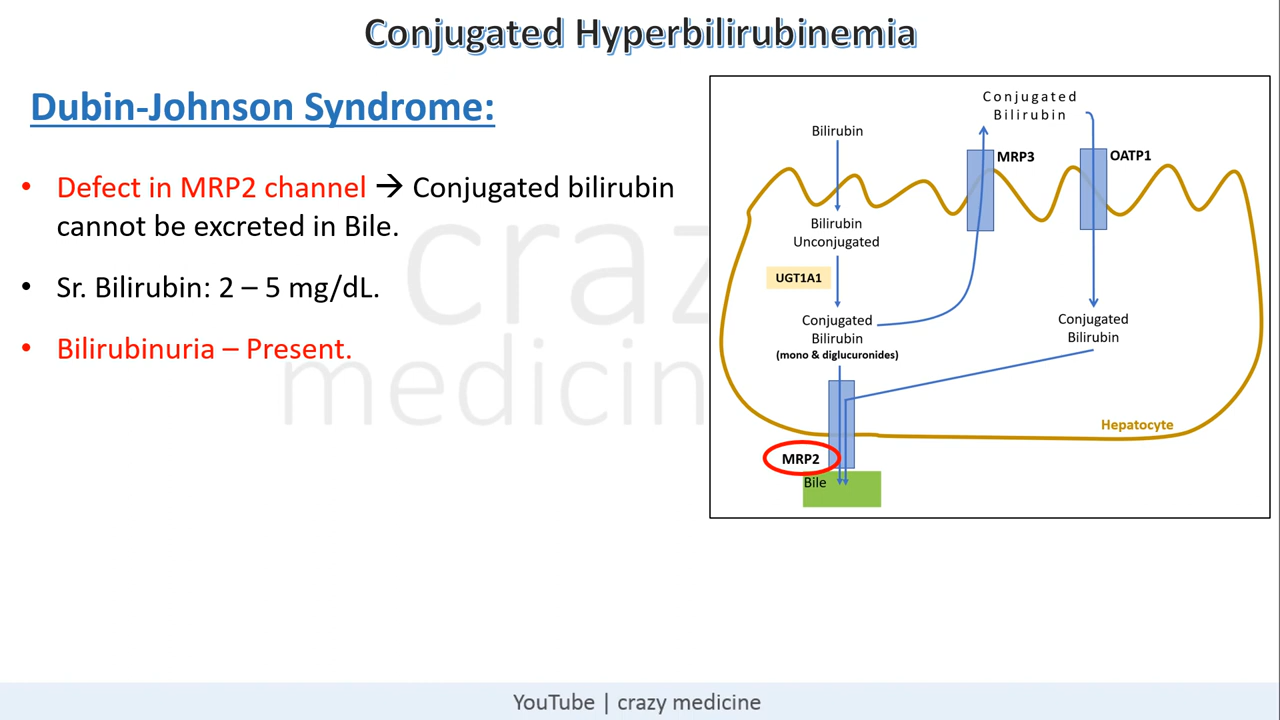 Conjugated Hyperbilirubinemia
Dubin-Johnson Syndrome:
• Defect in MRP2 channel → Conjugated bilirubin
cannot be excreted in Bile.
• Sr. Bilirubin: 2 – 5 mg/dL.
• Bilirubinuria – Present.
crazy
medicine
Conjugated
Bilirubin
Bilirubin
MRP3
OATP1
Bilirubin
Unconjugated
UGT1A1
Conjugated
Bilirubin
(mono & diglucuronides)
Conjugated
Bilirubin
Hepatocyte
MRP2
Bile
YouTube | crazy medicine